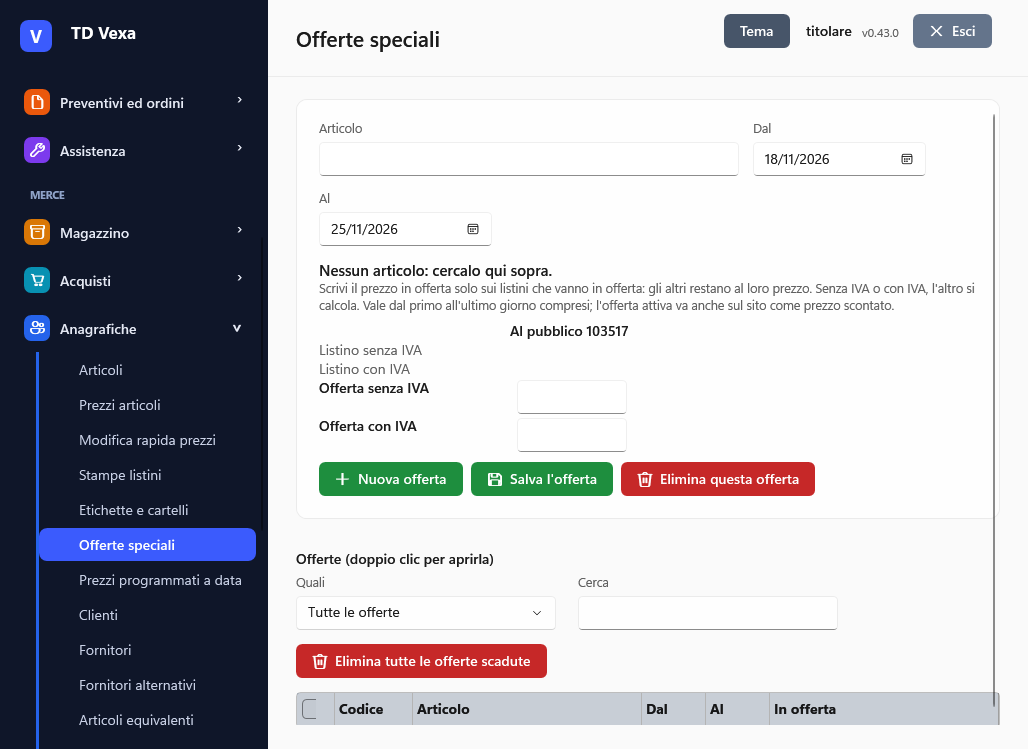 V
TD Vexa
Preventivi ed ordini
Assistenza
MERCE
Magazzino
Acquisti
Anagrafiche
Articoli
Prezzi articoli
Modifica rapida prezzi
Stampe listini
Etichette e cartelli
Offerte speciali
Prezzi programmati a data
Clienti
Fornitori
Fornitori alternativi
Articoli equivalenti
Offerte speciali
Tema
titolare
v0.43.0
Esci
Articolo
Dal
18/11/2026
Al
25/11/2026
Nessun articolo: cercalo qui sopra.
Scrivi il prezzo in offerta solo sui listini che vanno in offerta: gli altri restano al loro prezzo. Senza IVA o con IVA, l'altro si
calcola. Vale dal primo all'ultimo giorno compresi; l'offerta attiva va anche sul sito come prezzo scontato.
Al pubblico 103517
Listino senza IVA
Listino con IVA
Offerta senza IVA
Offerta con IVA
Nuova offerta
Salva l'offerta
Elimina questa offerta
Offerte (doppio clic per aprirla)
Quali
Cerca
Tutte le offerte
Elimina tutte le offerte scadute
Codice
Articolo
Dal
Al
In offerta